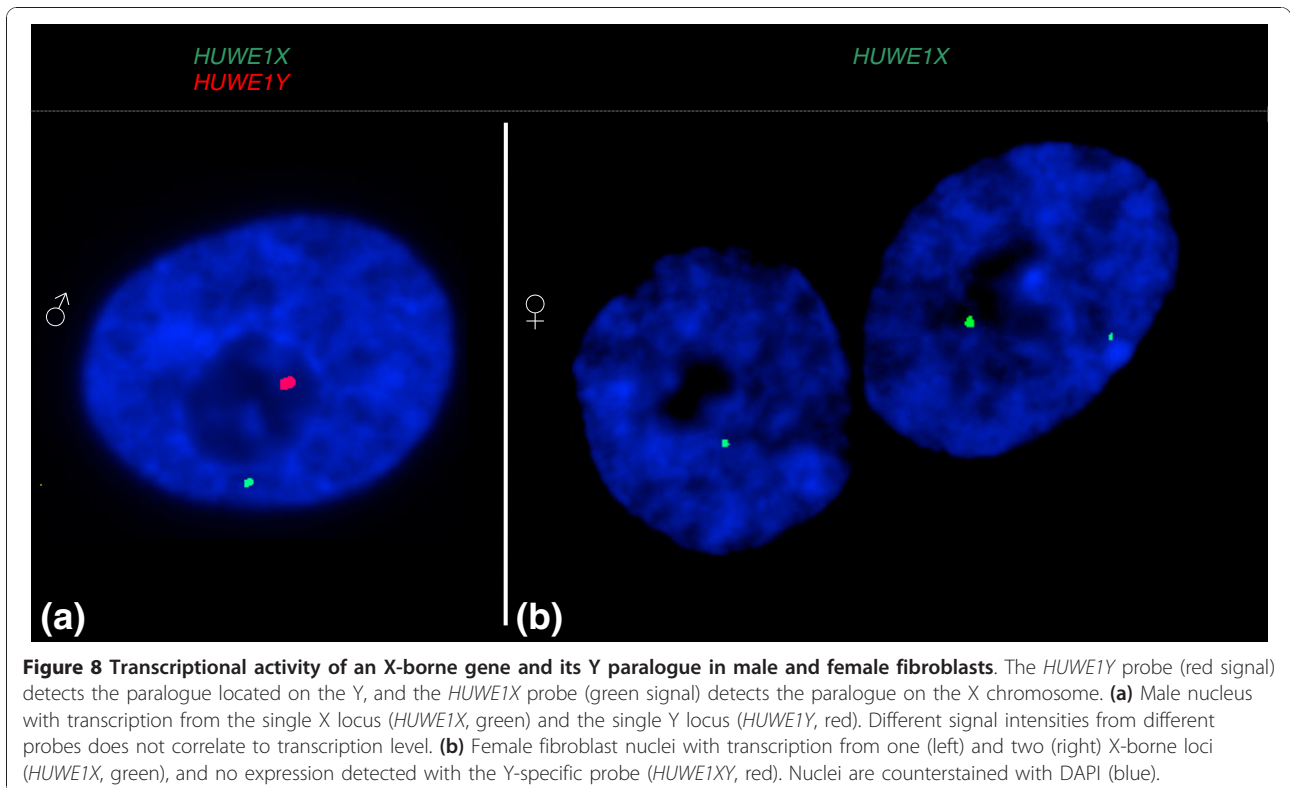 HUWE1X
HUWE1Y
HUWE1X
♂
♀
(a)
(b)
Figure 8 Transcriptional activity of an X-borne gene and its Y paralogue in male and female fibroblasts. The HUWE1Y probe (red signal)
detects the paralogue located on the Y, and the HUWE1X probe (green signal) detects the paralogue on the X chromosome. (a) Male nucleus
with transcription from the single X locus (HUWE1X, green) and the single Y locus (HUWE1Y, red). Different signal intensities from different
probes does not correlate to transcription level. (b) Female fibroblast nuclei with transcription from one (left) and two (right) X-borne loci
(HUWE1X, green), and no expression detected with the Y-specific probe (HUWE1XY, red). Nuclei are counterstained with DAPI (blue).